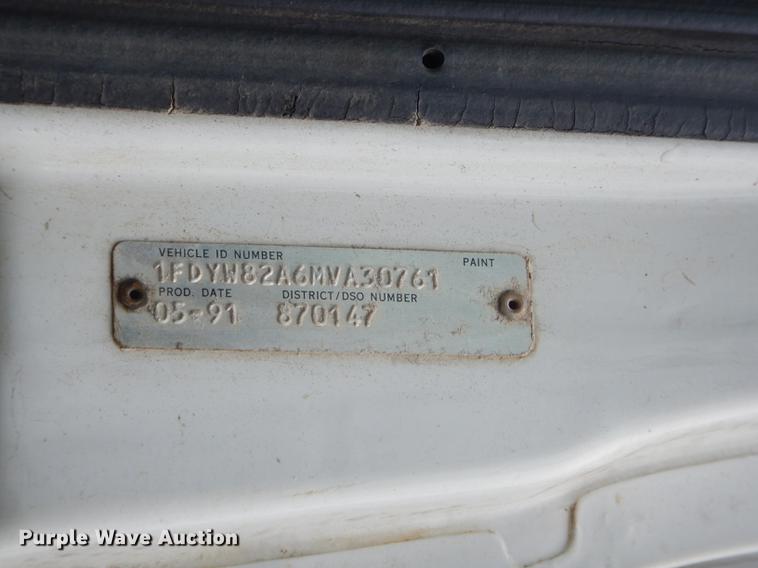 VEHICLE ID NUMBER PAINT
1FDYW82A6MVA30761
PROD. DATE DISTRICT/DSO NUMBER
05-91 870147
Purple Wave Auction®